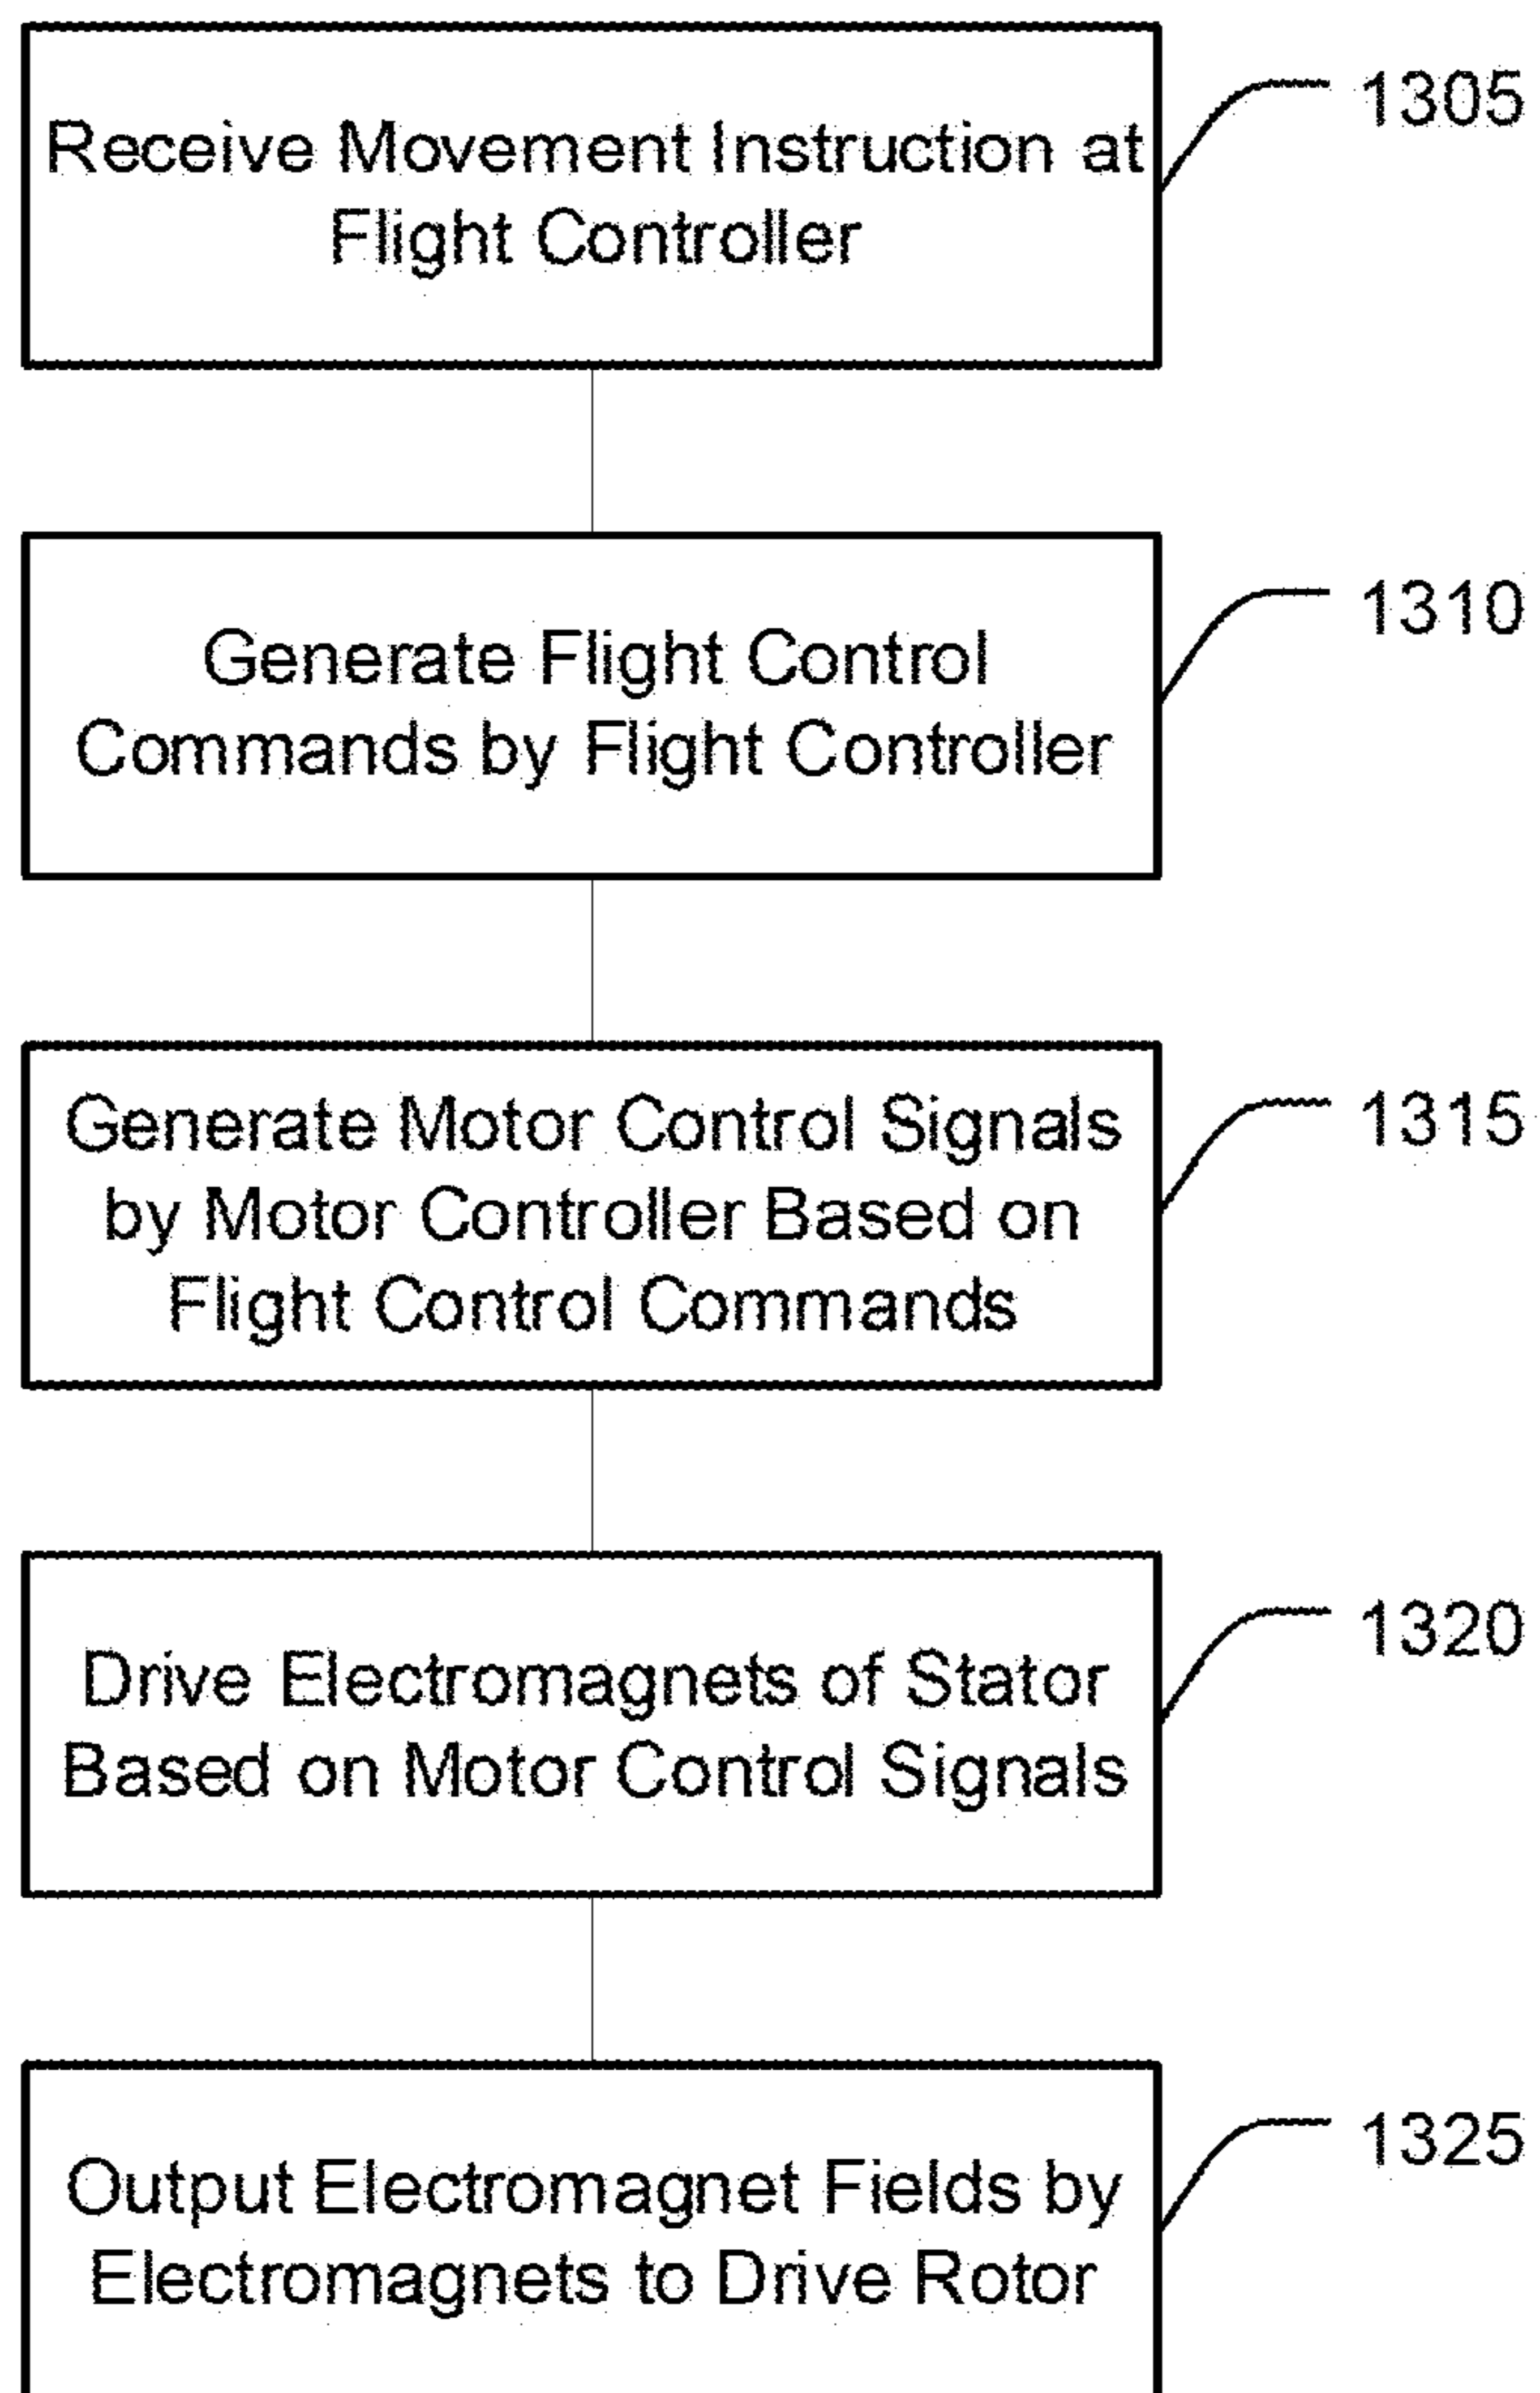 Receive Movement Instruction at
Flight Controller
1305
Generate Flight Control
Commands by Flight Controller
1310
Generate Motor Control Signals
by Motor Controller Based on
Flight Control Commands
1315
Drive Electromagnets of Stator
Based on Motor Control Signals
1320
Output Electromagnet Fields by
Electromagnets to Drive Rotor
1325